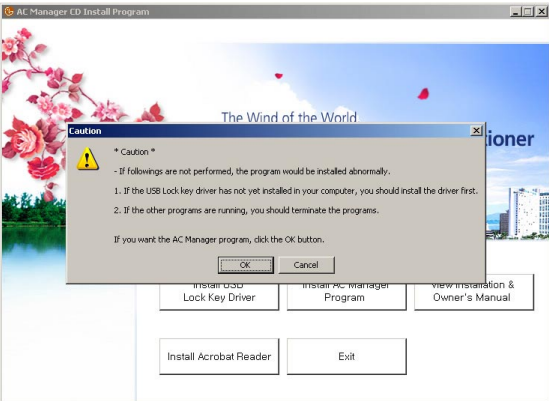 AC Manager CD Install Program
The Wind of the World
Caution
tioner
* Caution *
- If followings are not performed, the program would be installed abnormally.
1. If the USB Lock key driver has not yet installed in your computer, you should install the driver first.
2. If the other programs are running, you should terminate the programs.
If you want the AC Manager program, click the OK button.
OK
Cancel
Install USB
Lock Key Driver
Install AC Manager
Program
View Installation &
Owner's Manual
Install Acrobat Reader
Exit